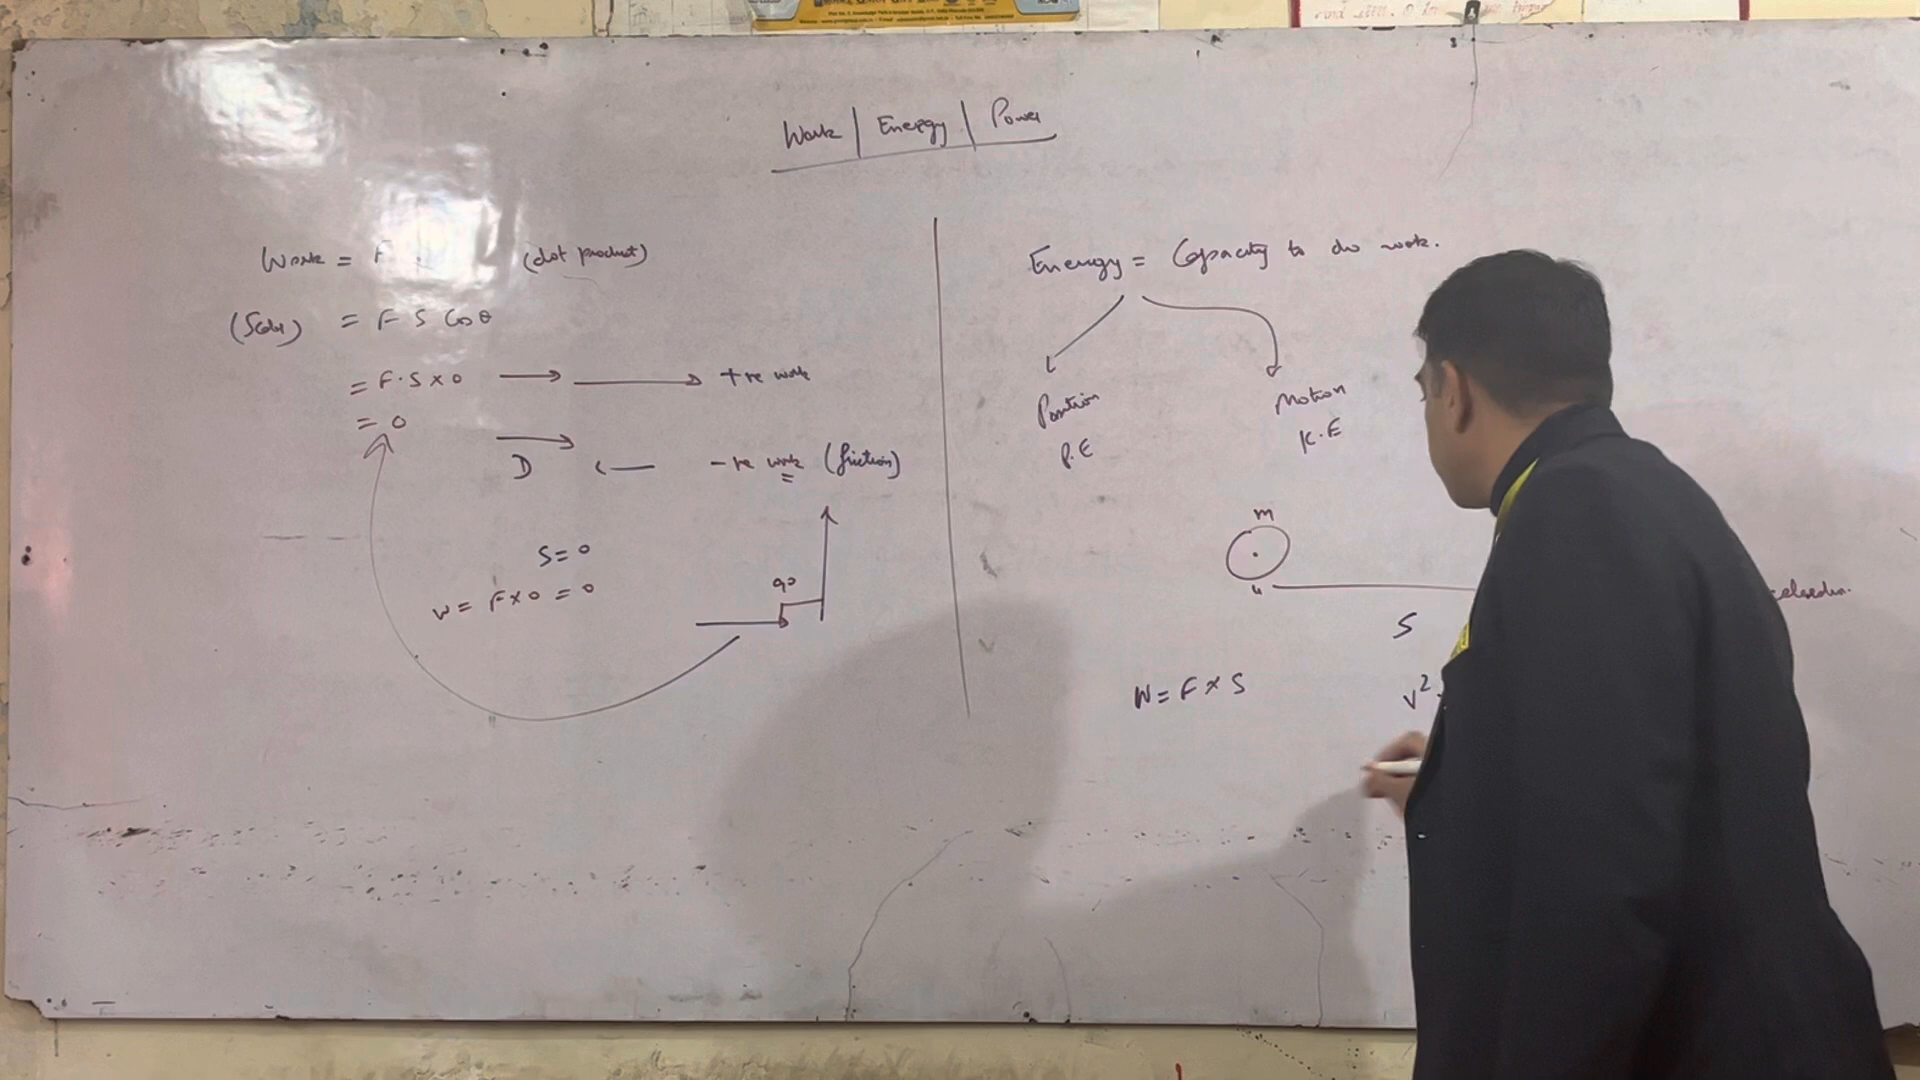 Work | Energy | Power
Work = F . (dot product)
(Scalar) = F S Cos θ
= F.S x 0
+ve work
= 0
D
-ve work (friction)
S = 0
W = F x 0 = 0
90
Energy = Capacity to do work.
Position
P.E
Motion
K.E
m
u
S
W = F x S
v²